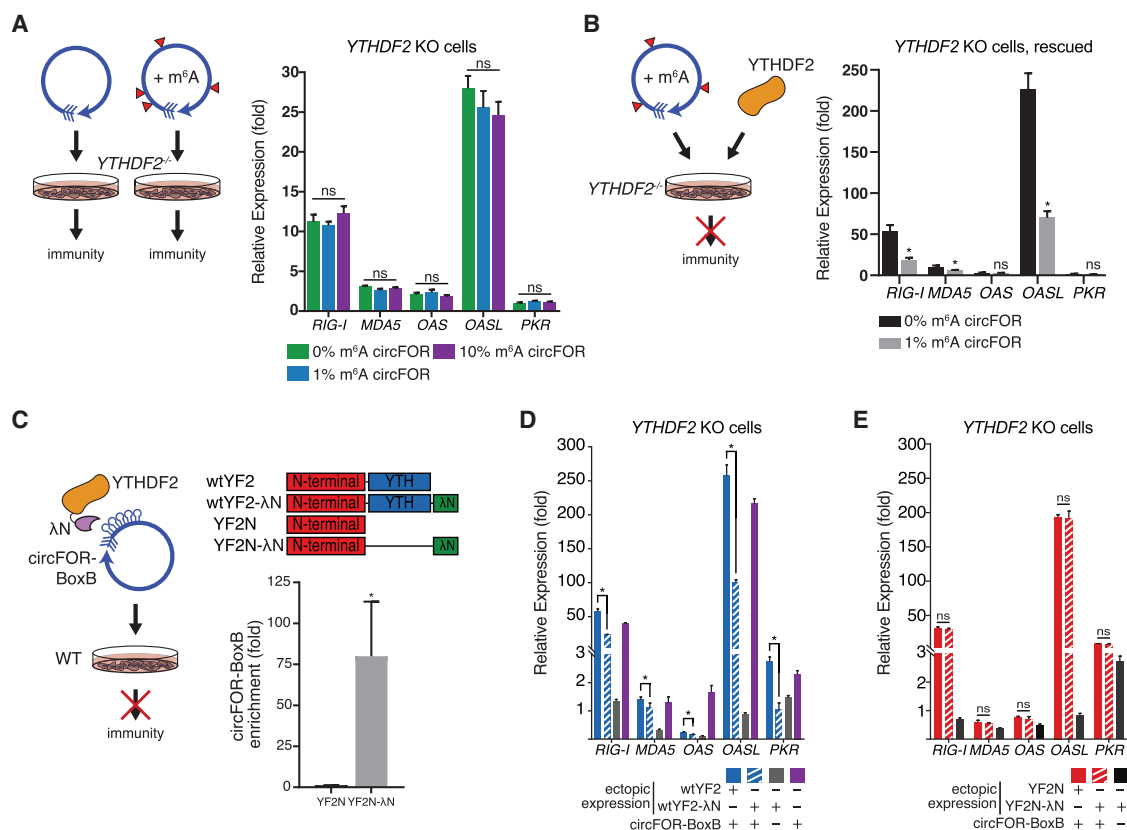 A
+ m⁶A
YTHDF2-/-
immunity
immunity
YTHDF2 KO cells
Relative Expression (fold)
30
25
20
15
10
5
0
ns
ns
ns
ns
ns
RIG-I
MDA5
OAS
OASL
PKR
0% m⁶A circFOR
10% m⁶A circFOR
1% m⁶A circFOR
B
+ m⁶A
YTHDF2
YTHDF2-/-
immunity
YTHDF2 KO cells, rescued
Relative Expression (fold)
250
200
150
100
50
0
*
*
ns
*
ns
RIG-I
MDA5
OAS
OASL
PKR
0% m⁶A circFOR
1% m⁶A circFOR
C
YTHDF2
λN
circFOR-
BoxB
WT
immunity
wtYF2
N-terminal
YTH
wtYF2-λN
N-terminal
YTH
λN
YF2N
N-terminal
YF2N-λN
N-terminal
λN
circFOR-BoxB
enrichment (fold)
125
100
75
50
25
0
*
YF2N
YF2N-λN
D
YTHDF2 KO cells
Relative Expression (fold)
300
250
200
150
100
50
3
2
1
*
*
*
*
*
RIG-I
MDA5
OAS
OASL
PKR
ectopic
expression
wtYF2
+ − − −
wtYF2-λN
− + + −
circFOR-BoxB
+ + − +
E
YTHDF2 KO cells
Relative Expression (fold)
300
250
200
150
100
50
3
2
1
ns
ns
ns
ns
ns
RIG-I
MDA5
OAS
OASL
PKR
ectopic
expression
YF2N
+ − −
YF2N-λN
− + +
circFOR-BoxB
+ + −